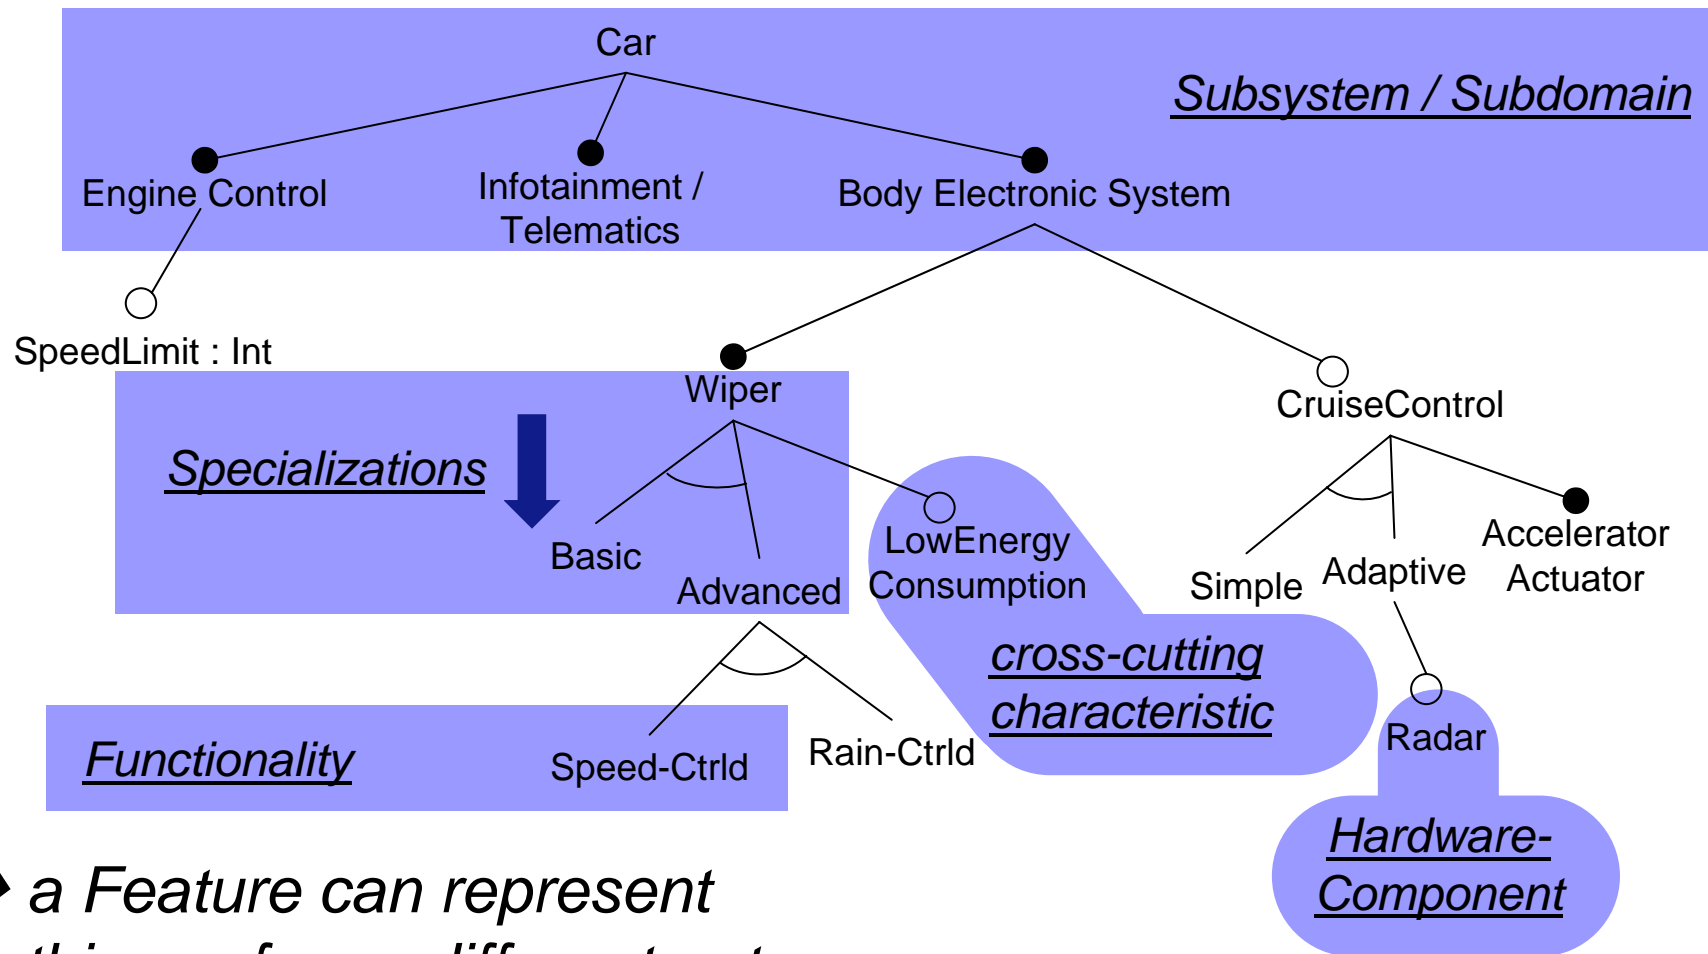 Car
Subsystem / Subdomain
Engine Control
Infotainment /
Telematics
Body Electronic System
SpeedLimit : Int
Wiper
CruiseControl
Specializations
Basic
Advanced
LowEnergy
Consumption
Simple
Adaptive
Accelerator
Actuator
cross-cutting
characteristic
Functionality
Speed-Ctrld
Rain-Ctrld
Radar
Hardware-
Component
a Feature can represent